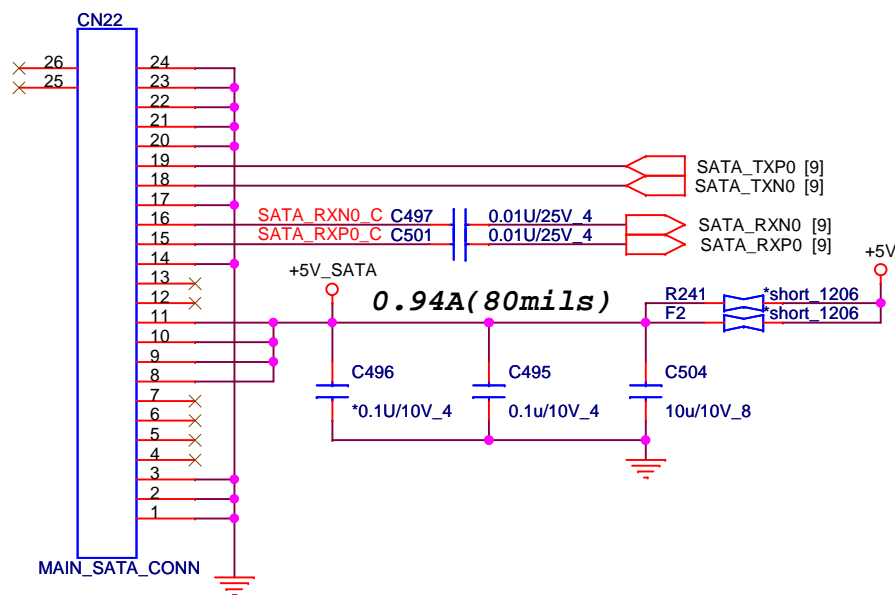 CN22
26
25
24
23
22
21
20
19
18
17
16
15
14
13
12
11
10
9
8
7
6
5
4
3
2
1
MAIN_SATA_CONN
SATA_TXP0 [9]
SATA_TXN0 [9]
SATA_RXN0_C C497 0.01U/25V_4 SATA_RXN0 [9]
SATA_RXP0_C C501 0.01U/25V_4 SATA_RXP0 [9]
+5V_SATA
+5V
0.94A(80mils)
R241 *short_1206
F2 *short_1206
C496
*0.1U/10V_4
C495
0.1u/10V_4
C504
10u/10V_8